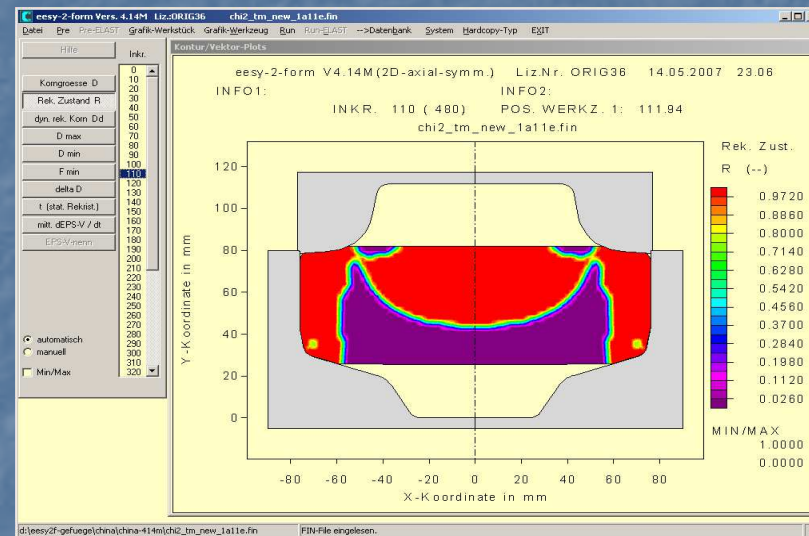 eesy-2-form Vers. 4.14M Liz.:ORIG36 chi2_tm_new_1a11e.fin
Datei Pre Pre-ELAST Grafik-Werkstück Grafik-Werkzeug Run Run-ELAST -->Datenbank System Hardcopy-Typ EXIT
Hilfe
Inkr.
Korngroesse D
Rek. Zustand R
dyn. rek. Korn Dd
D max
D min
F min
delta D
t (stat. Rekrist.)
mitt. dEPS-V / dt
EPS-V-nenn
0
10
20
30
40
50
60
70
80
90
100
110
120
130
140
150
160
170
180
190
200
210
220
230
240
250
260
270
280
290
300
310
320
automatisch
manuell
Min/Max
Kontur/Vektor-Plots
eesy-2-form V4.14M(2D-axial-symm.) Liz.Nr. ORIG36 14.05.2007 23.06
INFO1: INFO2:
INKR. 110 ( 480) POS. WERKZ. 1: 111.94
chi2_tm_new_1a11e.fin
Y-Koordinate in mm
120
100
80
60
40
20
0
-80 -60 -40 -20 0 20 40 60 80
X-Koordinate in mm
Rek. Zust.
R (--)
0.9720
0.8860
0.8000
0.7140
0.6280
0.5420
0.4560
0.3700
0.2840
0.1980
0.1120
0.0260
MIN/MAX
1.0000
0.0000
d:\eesy2f-gefuege\china\china-414m\chi2_tm_new_1a11e.fin FIN-File eingelesen.